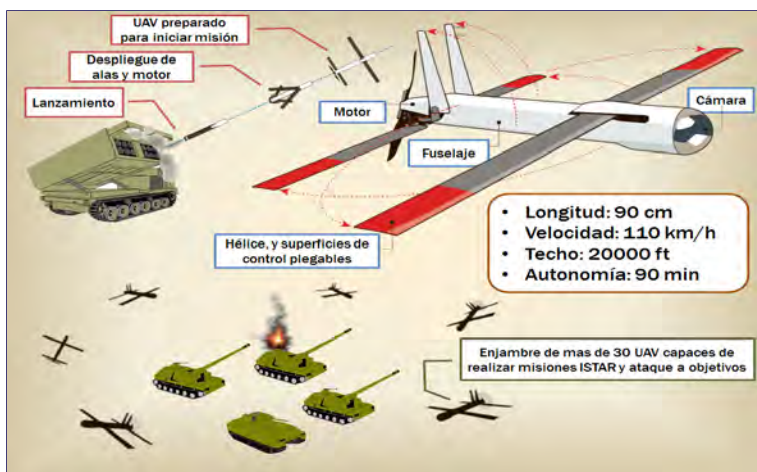 UAV preparado
para iniciar misión
Despliegue de
alas y motor
Lanzamiento
Motor
Cámara
Fuselaje
Hélice, y superficies de
control plegables
• Longitud: 90 cm
• Velocidad: 110 km/h
• Techo: 20000 ft
• Autonomía: 90 min
Enjambre de mas de 30 UAV capaces de
realizar misiones ISTAR y ataque a objetivos